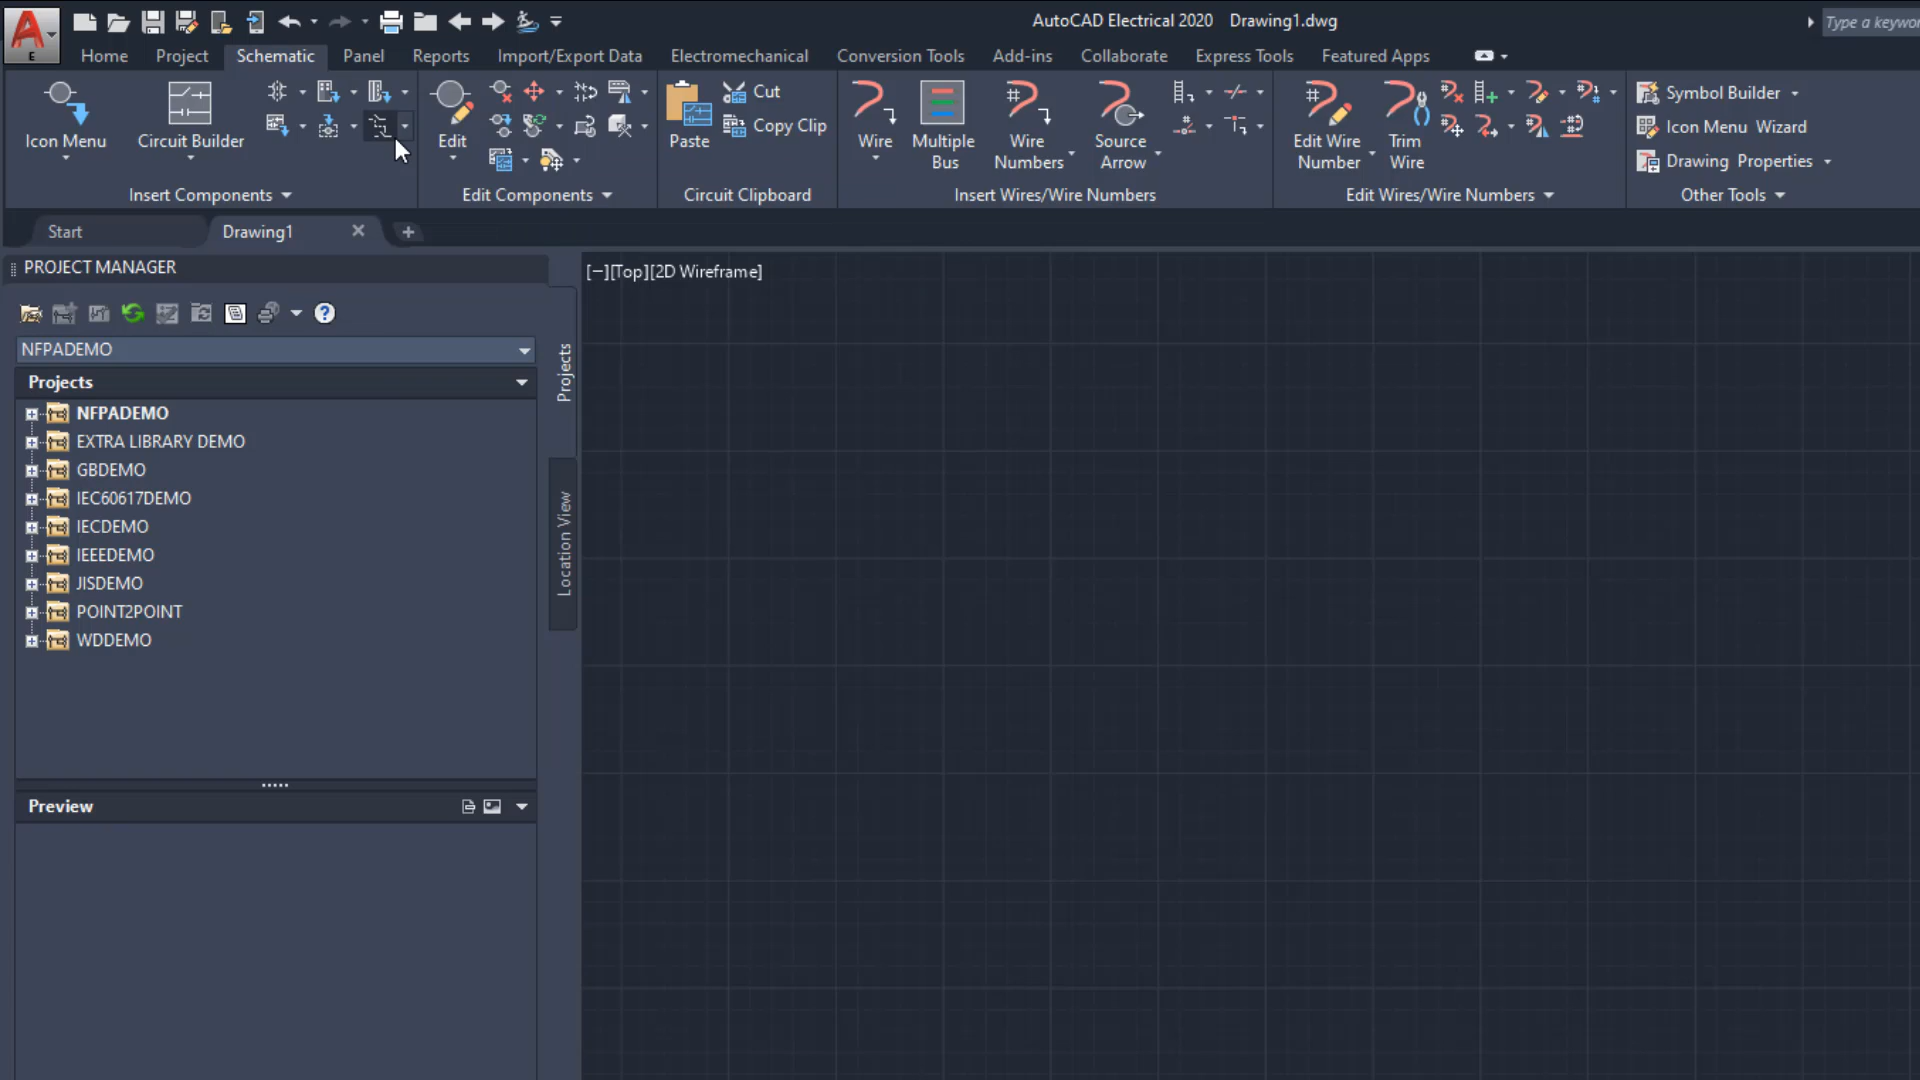 AutoCAD Electrical 2020 Drawing1.dwg
Type a keywor
E
Home Project Schematic Panel Reports Import/Export Data Electromechanical Conversion Tools Add-ins Collaborate Express Tools Featured Apps
Icon Menu
Circuit Builder
Insert Components
Edit
Edit Components
Paste
Cut
Copy Clip
Circuit Clipboard
Wire
Multiple
Bus
Wire
Numbers
Source
Arrow
Insert Wires/Wire Numbers
Edit Wire
Number
Trim
Wire
Edit Wires/Wire Numbers
Symbol Builder
Icon Menu Wizard
Drawing Properties
Other Tools
Start
Drawing1
PROJECT MANAGER
[−][Top][2D Wireframe]
NFPADEMO
Projects
NFPADEMO
EXTRA LIBRARY DEMO
GBDEMO
IEC60617DEMO
IECDEMO
IEEEDEMO
JISDEMO
POINT2POINT
WDDEMO
Projects
Location View
Preview